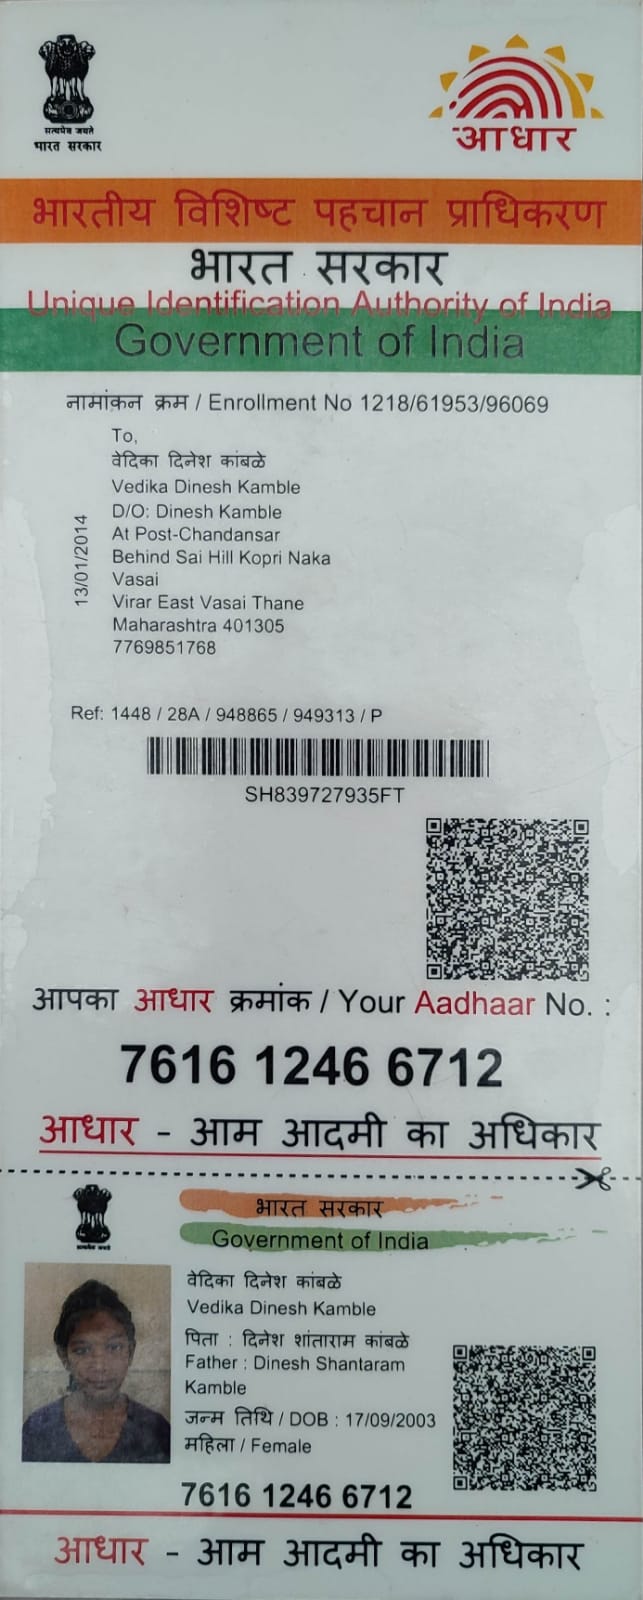 सत्यमेव जयते
भारत सरकार
आधार
भारतीय विशिष्ट पहचान प्राधिकरण
भारत सरकार
Unique Identification Authority of India
Government of India
नामांकन क्रम / Enrollment No 1218/61953/96069
To,
वेदिका दिनेश कांबळे
Vedika Dinesh Kamble
D/O: Dinesh Kamble
At Post-Chandansar
Behind Sai Hill Kopri Naka
Vasai
Virar East Vasai Thane
Maharashtra 401305
7769851768
13/01/2014
Ref: 1448 / 28A / 948865 / 949313 / P
SH839727935FT
आपका आधार क्रमांक / Your Aadhaar No. :
7616 1246 6712
आधार - आम आदमी का अधिकार
भारत सरकार
Government of India
वेदिका दिनेश कांबळे
Vedika Dinesh Kamble
पिता : दिनेश शांताराम कांबळे
Father : Dinesh Shantaram
Kamble
जन्म तिथि / DOB : 17/09/2003
महिला / Female
7616 1246 6712
आधार - आम आदमी का अधिकार